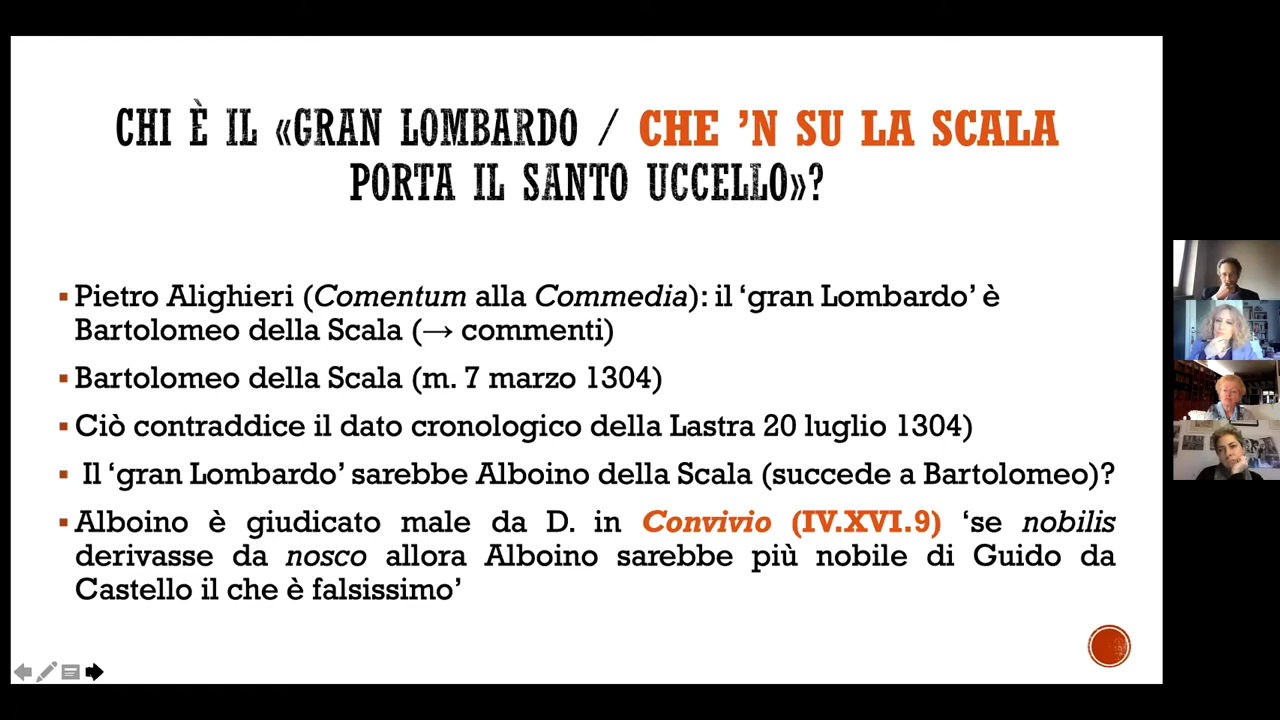 CHI È IL «GRAN LOMBARDO / CHE ’N SU LA SCALA
PORTA IL SANTO UCCELLO»?
▪ Pietro Alighieri (Comentum alla Commedia): il ‘gran Lombardo’ è
Bartolomeo della Scala (→ commenti)
▪ Bartolomeo della Scala (m. 7 marzo 1304)
▪ Ciò contraddice il dato cronologico della Lastra 20 luglio 1304)
▪ Il ‘gran Lombardo’ sarebbe Alboino della Scala (succede a Bartolomeo)?
▪ Alboino è giudicato male da D. in Convivio (IV.XVI.9) ‘se nobilis
derivasse da nosco allora Alboino sarebbe più nobile di Guido da
Castello il che è falsissimo’